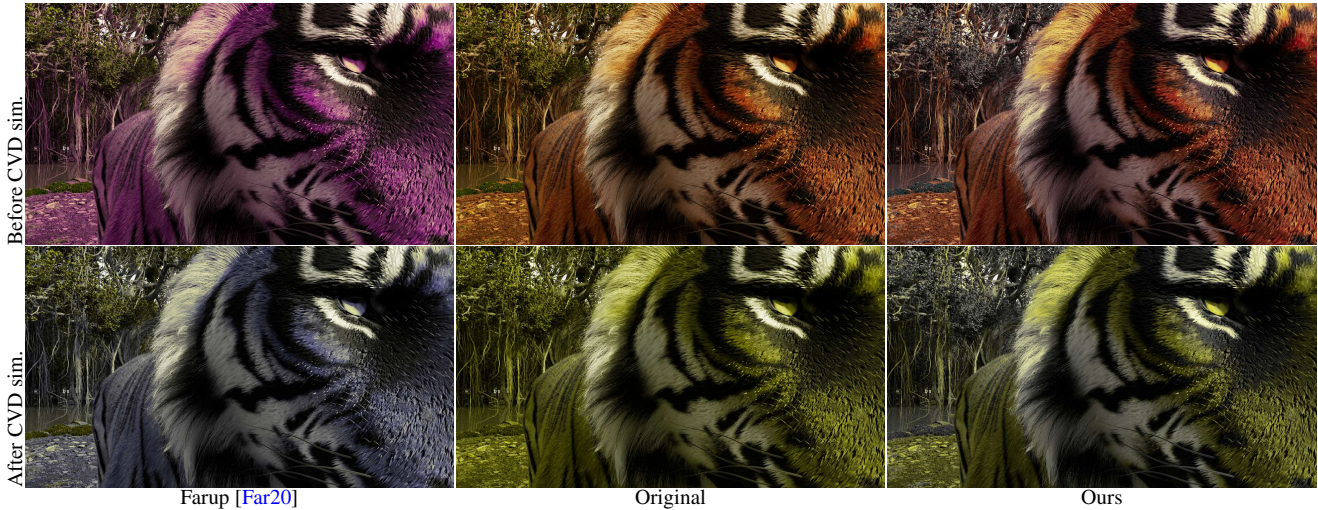 Before CVD sim.
After CVD sim.
Farup [Far20]
Original
Ours